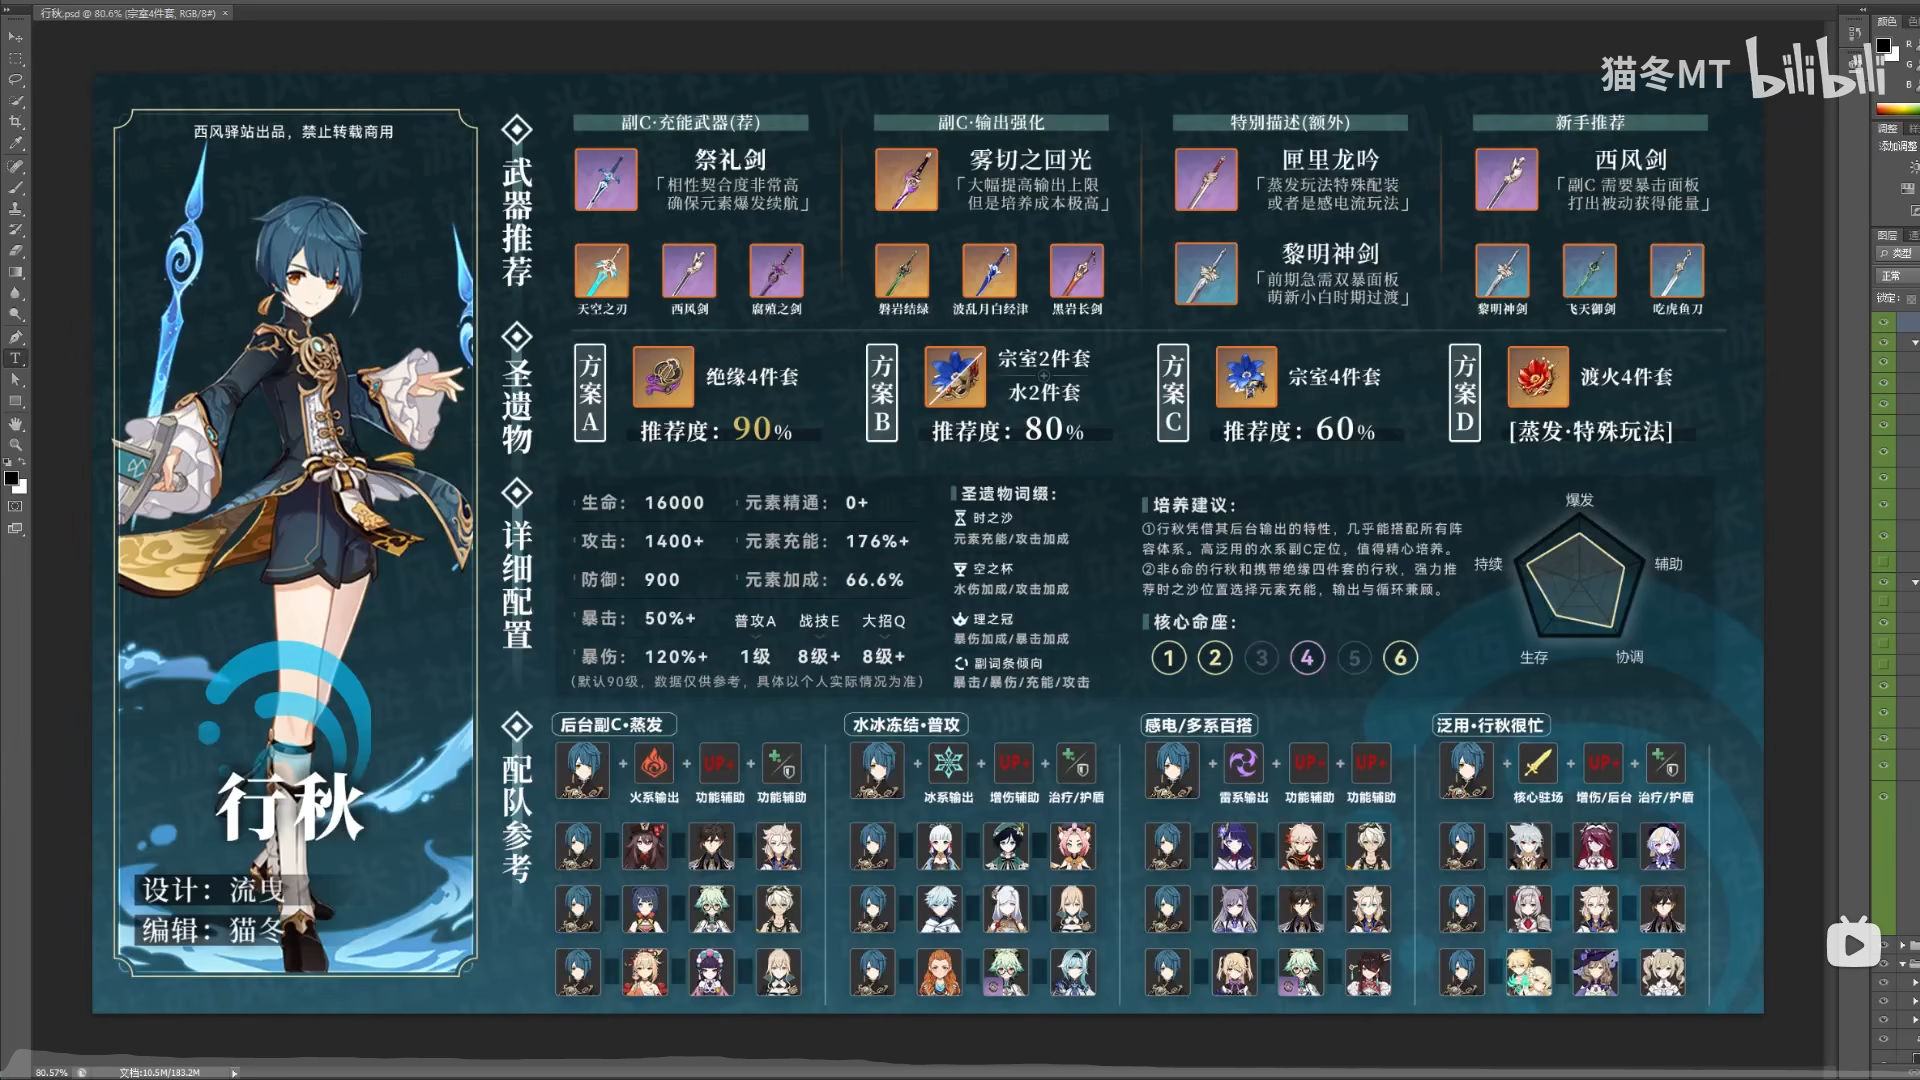 行秋.psd @ 80.6% (宗室4件套, RGB/8#) ×
猫冬MT bilibili
西风驿站出品，禁止转载商用
行秋
设计：流曳
编辑：猫冬
武器推荐
副C·充能武器(荐)
祭礼剑
「相性契合度非常高
确保元素爆发续航」
天空之刃 西风剑 腐殖之剑
副C·输出强化
雾切之回光
「大幅提高输出上限
但是培养成本极高」
磐岩结绿 波乱月白经津 黑岩长剑
特别描述(额外)
匣里龙吟
「蒸发玩法特殊配装
或者是感电流玩法」
黎明神剑
「前期急需双暴面板
萌新小白时期过渡」
新手推荐
西风剑
「副C 需要暴击面板
打出被动获得能量」
黎明神剑 飞天御剑 吃虎鱼刀
圣遗物
方案A
绝缘4件套
推荐度：90%
方案B
宗室2件套
水2件套
推荐度：80%
方案C
宗室4件套
推荐度：60%
方案D
渡火4件套
[蒸发·特殊玩法]
详细配置
生命： 16000 元素精通： 0+
攻击： 1400+ 元素充能： 176%+
防御： 900 元素加成： 66.6%
暴击： 50%+ 普攻A 战技E 大招Q
暴伤： 120%+ 1级 8级+ 8级+
(默认90级，数据仅供参考，具体以个人实际情况为准)
圣遗物词缀：
时之沙
元素充能/攻击加成
空之杯
水伤加成/攻击加成
理之冠
暴伤加成/暴击加成
副词条倾向
暴击/暴伤/充能/攻击
培养建议：
①行秋凭借其后台输出的特性，几乎能搭配所有阵
容体系。高泛用的水系副C定位，值得精心培养。
②非6命的行秋和携带绝缘四件套的行秋，强力推
荐时之沙位置选择元素充能，输出与循环兼顾。
核心命座：
1 2 3 4 5 6
爆发
持续 辅助
生存 协调
配队参考
后台副C·蒸发
+ + UP+ +
火系输出 功能辅助 功能辅助
水冰冻结·普攻
+ + UP+ +
冰系输出 增伤辅助 治疗/护盾
感电/多系百搭
+ + UP+ + UP+
雷系输出 功能辅助 功能辅助
泛用·行秋很忙
+ + UP+ +
核心驻场 增伤/后台 治疗/护盾
颜色
R
G
B
调整
添加调整
图层
类型
正常
锁定：
80.57% 文档:10.5M/183.2M